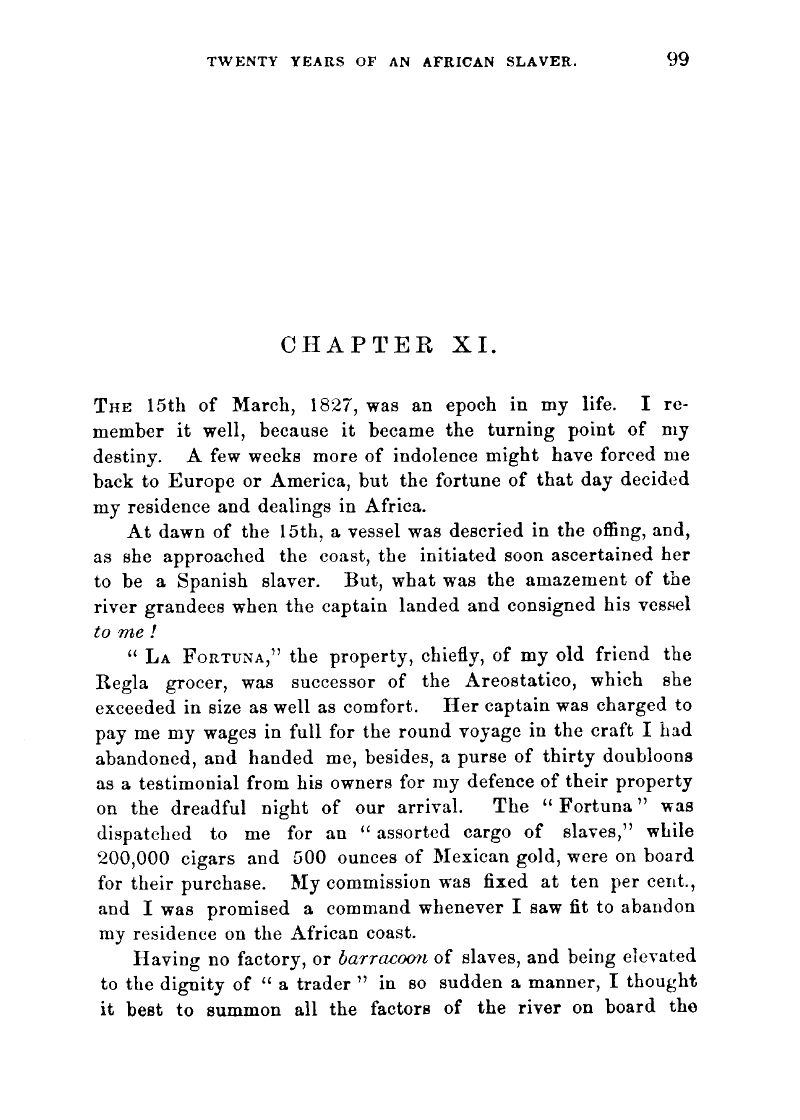 TWENTY YEARS OF AN AFRICAN SLAVER. 99
CHAPTER XI.
THE 15th of March, 1827, was an epoch in my life. I re-
member it well, because it became the turning point of my
destiny. A few weeks more of indolence might have forced me
back to Europe or America, but the fortune of that day decided
my residence and dealings in Africa.
At dawn of the 15th, a vessel was descried in the offing, and,
as she approached the coast, the initiated soon ascertained her
to be a Spanish slaver. But, what was the amazement of the
river grandees when the captain landed and consigned his vessel
to me!
“ LA FORTUNA,” the property, chiefly, of my old friend the
Regla grocer, was successor of the Areostatico, which she
exceeded in size as well as comfort. Her captain was charged to
pay me my wages in full for the round voyage in the craft I had
abandoned, and handed me, besides, a purse of thirty doubloons
as a testimonial from his owners for my defence of their property
on the dreadful night of our arrival. The “ Fortuna ” was
dispatched to me for an “ assorted cargo of slaves,” while
200,000 cigars and 500 ounces of Mexican gold, were on board
for their purchase. My commission was fixed at ten per cent.,
and I was promised a command whenever I saw fit to abandon
my residence on the African coast.
Having no factory, or barracoon of slaves, and being elevated
to the dignity of “ a trader ” in so sudden a manner, I thought
it best to summon all the factors of the river on board the